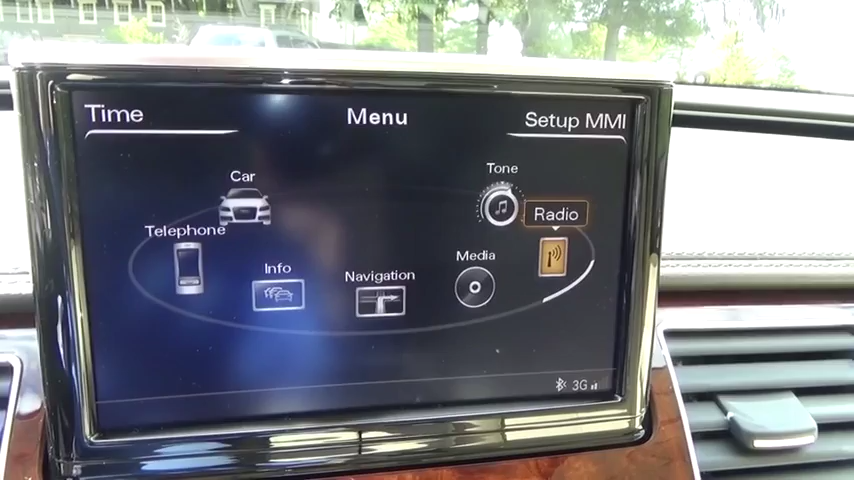 Time
Menu
Setup MMI
Car
Tone
Telephone
Radio
Info
Navigation
Media
3G